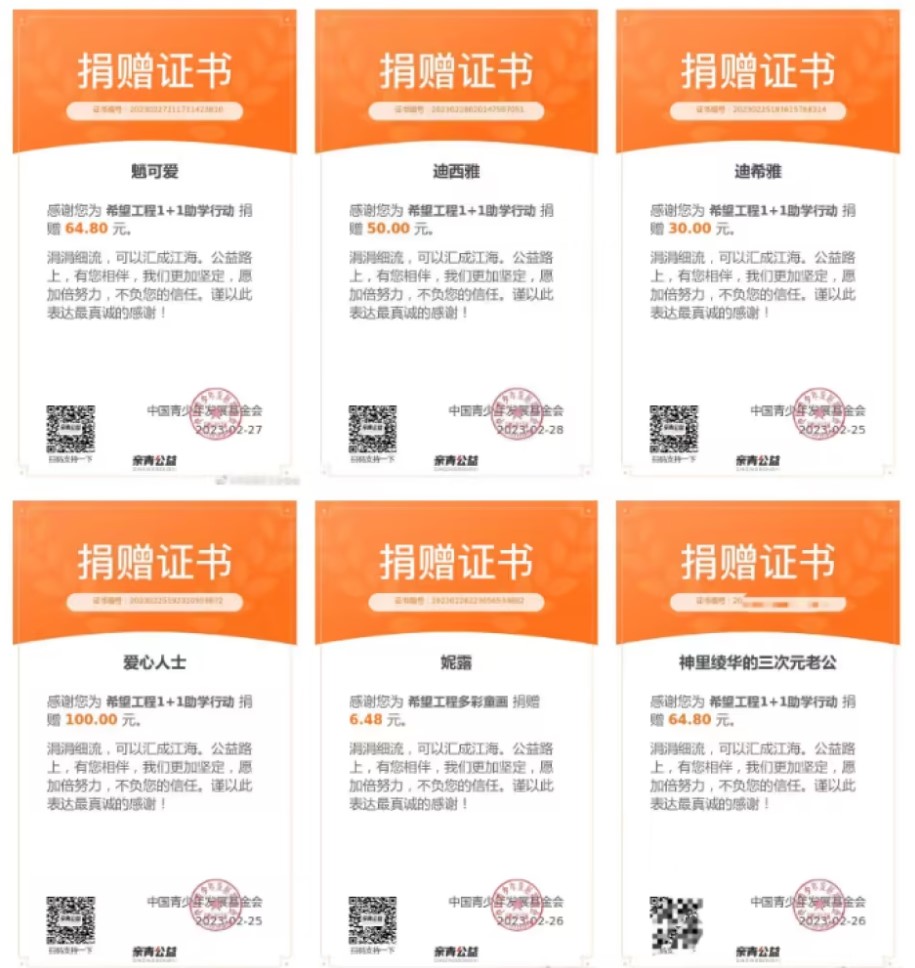 捐赠证书
证书编号：
魈可爱
感谢您为 希望工程1+1助学行动 捐
赠 64.80 元。
涓涓细流，可以汇成江海。公益路
上，有您相伴，我们更加坚定，愿
加倍努力，不负您的信任。谨以此
表达最真诚的感谢！
中国青少年发展基金会
2023-02-27
扫码支持一下
亲青公益
捐赠证书
证书编号：
迪西雅
感谢您为 希望工程1+1助学行动 捐
赠 50.00 元。
涓涓细流，可以汇成江海。公益路
上，有您相伴，我们更加坚定，愿
加倍努力，不负您的信任。谨以此
表达最真诚的感谢！
中国青少年发展基金会
2023-02-28
扫码支持一下
亲青公益
捐赠证书
证书编号：
迪希雅
感谢您为 希望工程1+1助学行动 捐
赠 30.00 元。
涓涓细流，可以汇成江海。公益路
上，有您相伴，我们更加坚定，愿
加倍努力，不负您的信任。谨以此
表达最真诚的感谢！
中国青少年发展基金会
2023-02-25
扫码支持一下
亲青公益
捐赠证书
证书编号：
爱心人士
感谢您为 希望工程1+1助学行动 捐
赠 100.00 元。
涓涓细流，可以汇成江海。公益路
上，有您相伴，我们更加坚定，愿
加倍努力，不负您的信任。谨以此
表达最真诚的感谢！
中国青少年发展基金会
2023-02-25
扫码支持一下
亲青公益
捐赠证书
证书编号：
妮露
感谢您为 希望工程多彩童画 捐赠
6.48 元。
涓涓细流，可以汇成江海。公益路
上，有您相伴，我们更加坚定，愿
加倍努力，不负您的信任。谨以此
表达最真诚的感谢！
中国青少年发展基金会
2023-02-26
扫码支持一下
亲青公益
捐赠证书
证书编号：20
神里绫华的三次元老公
感谢您为 希望工程1+1助学行动 捐
赠 64.80 元。
涓涓细流，可以汇成江海。公益路
上，有您相伴，我们更加坚定，愿
加倍努力，不负您的信任。谨以此
表达最真诚的感谢！
中国青少年发展基金会
2023-02-26
亲青公益